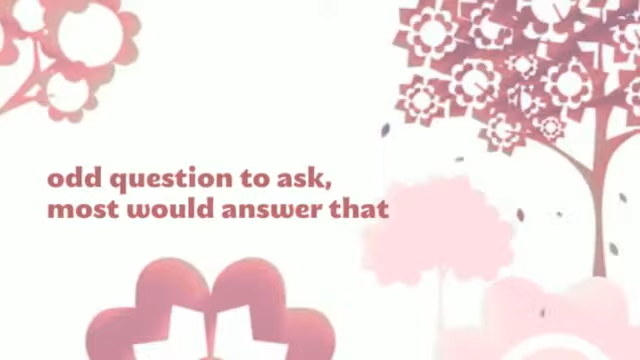 odd question to ask,
most would answer that